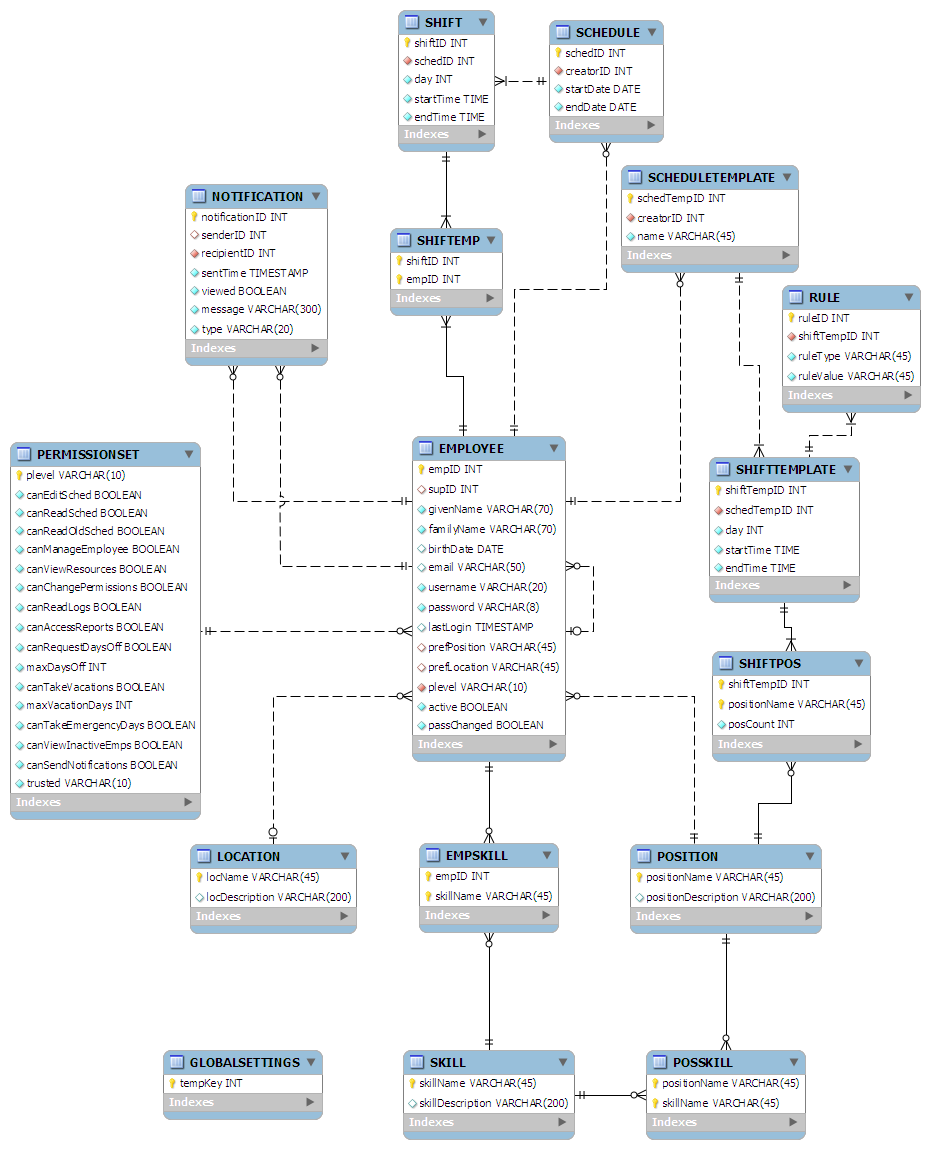 SHIFT
shiftID INT
schedID INT
day INT
startTime TIME
endTime TIME
Indexes
SCHEDULE
schedID INT
creatorID INT
startDate DATE
endDate DATE
Indexes
SCHEDULETEMPLATE
schedTempID INT
creatorID INT
name VARCHAR(45)
Indexes
NOTIFICATION
notificationID INT
senderID INT
recipientID INT
sentTime TIMESTAMP
viewed BOOLEAN
message VARCHAR(300)
type VARCHAR(20)
Indexes
SHIFTEMP
shiftID INT
empID INT
Indexes
RULE
ruleID INT
shiftTempID INT
ruleType VARCHAR(45)
ruleValue VARCHAR(45)
Indexes
PERMISSIONSET
plevel VARCHAR(10)
canEditSched BOOLEAN
canReadSched BOOLEAN
canReadOldSched BOOLEAN
canManageEmployee BOOLEAN
canViewResources BOOLEAN
canChangePermissions BOOLEAN
canReadLogs BOOLEAN
canAccessReports BOOLEAN
canRequestDaysOff BOOLEAN
maxDaysOff INT
canTakeVacations BOOLEAN
maxVacationDays INT
canTakeEmergencyDays BOOLEAN
canViewInactiveEmps BOOLEAN
canSendNotifications BOOLEAN
trusted VARCHAR(10)
Indexes
EMPLOYEE
empID INT
supID INT
givenName VARCHAR(70)
familyName VARCHAR(70)
birthDate DATE
email VARCHAR(50)
username VARCHAR(20)
password VARCHAR(8)
lastLogin TIMESTAMP
prefPosition VARCHAR(45)
prefLocation VARCHAR(45)
plevel VARCHAR(10)
active BOOLEAN
passChanged BOOLEAN
Indexes
SHIFTTEMPLATE
shiftTempID INT
schedTempID INT
day INT
startTime TIME
endTime TIME
Indexes
SHIFTPOS
shiftTempID INT
positionName VARCHAR(45)
posCount INT
Indexes
LOCATION
locName VARCHAR(45)
locDescription VARCHAR(200)
Indexes
EMPSKILL
empID INT
skillName VARCHAR(45)
Indexes
POSITION
positionName VARCHAR(45)
positionDescription VARCHAR(200)
Indexes
GLOBALSETTINGS
tempKey INT
Indexes
SKILL
skillName VARCHAR(45)
skillDescription VARCHAR(200)
Indexes
POSSKILL
positionName VARCHAR(45)
skillName VARCHAR(45)
Indexes